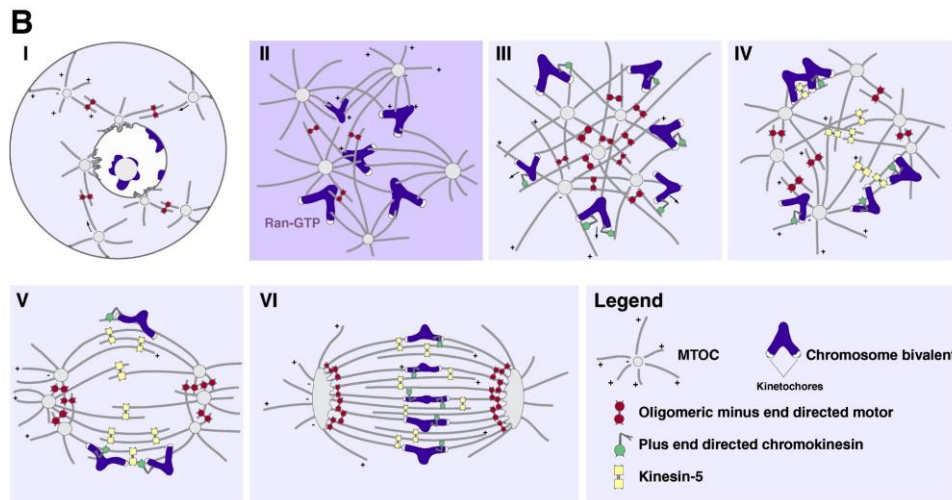 B
I
II
III
IV
Ran-GTP
V
VI
Legend
MTOC
Chromosome bivalent
Kinetochores
Oligomeric minus end directed motor
Plus end directed chromokinesin
Kinesin-5